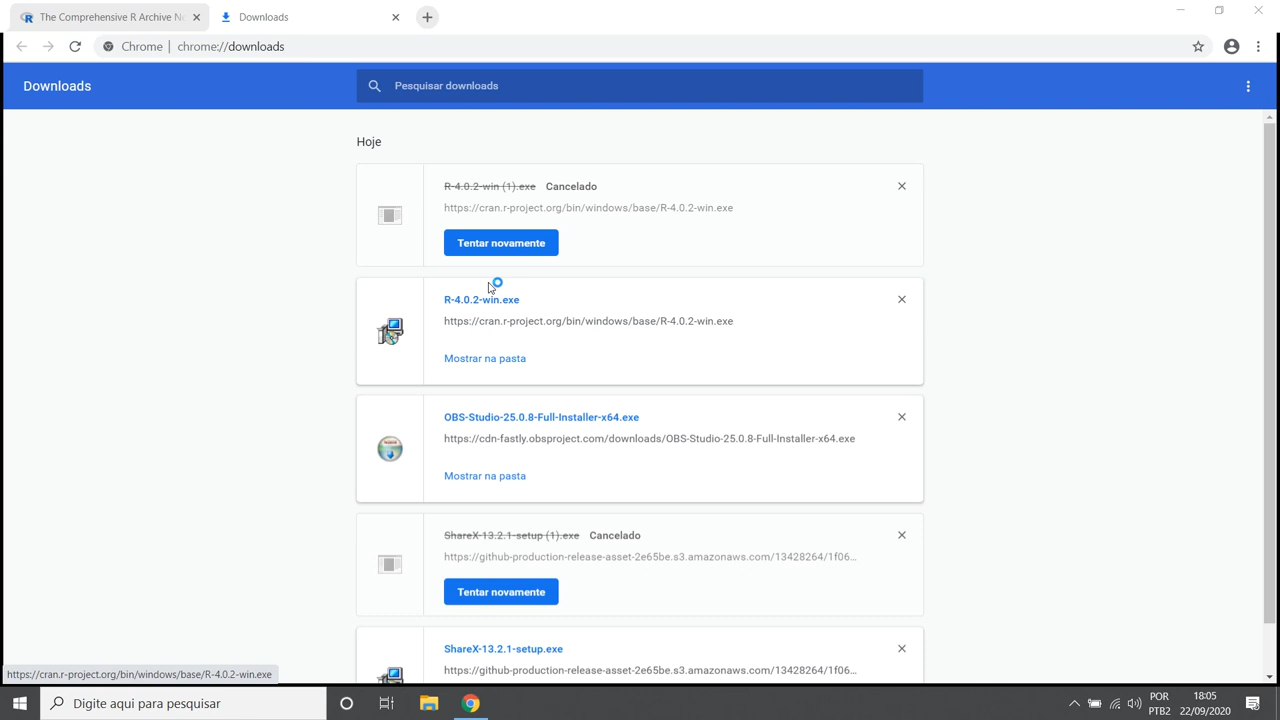 The Comprehensive R Archive Ne
Downloads
Chrome | chrome://downloads
Downloads
Pesquisar downloads
Hoje
R-4.0.2-win (1).exe Cancelado
https://cran.r-project.org/bin/windows/base/R-4.0.2-win.exe
Tentar novamente
R-4.0.2-win.exe
https://cran.r-project.org/bin/windows/base/R-4.0.2-win.exe
Mostrar na pasta
OBS-Studio-25.0.8-Full-Installer-x64.exe
https://cdn-fastly.obsproject.com/downloads/OBS-Studio-25.0.8-Full-Installer-x64.exe
Mostrar na pasta
ShareX-13.2.1-setup (1).exe Cancelado
https://github-production-release-asset-2e65be.s3.amazonaws.com/13428264/1f06...
Tentar novamente
ShareX-13.2.1-setup.exe
https://github-production-release-asset-2e65be.s3.amazonaws.com/13428264/1f06...
https://cran.r-project.org/bin/windows/base/R-4.0.2-win.exe
Digite aqui para pesquisar
POR
PTB2
18:05
22/09/2020